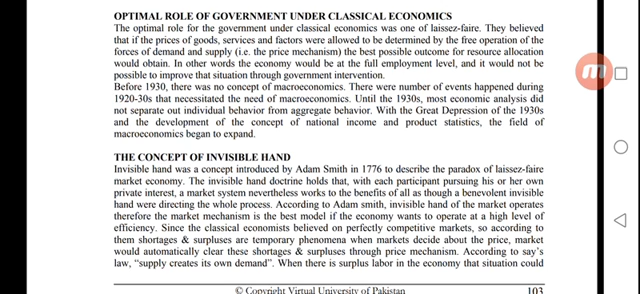 OPTIMAL ROLE OF GOVERNMENT UNDER CLASSICAL ECONOMICS
The optimal role for the government under classical economics was one of laissez-faire. They believed
that if the prices of goods, services and factors were allowed to be determined by the free operation of the
forces of demand and supply (i.e. the price mechanism) the best possible outcome for resource allocation
would obtain. In other words the economy would be at the full employment level, and it would not be
possible to improve that situation through government intervention.
Before 1930, there was no concept of macroeconomics. There were number of events happened during
1920-30s that necessitated the need of macroeconomics. Until the 1930s, most economic analysis did
not separate out individual behavior from aggregate behavior. With the Great Depression of the 1930s
and the development of the concept of national income and product statistics, the field of
macroeconomics began to expand.
THE CONCEPT OF INVISIBLE HAND
Invisible hand was a concept introduced by Adam Smith in 1776 to describe the paradox of laissez-faire
market economy. The invisible hand doctrine holds that, with each participant pursuing his or her own
private interest, a market system nevertheless works to the benefits of all as though a benevolent invisible
hand were directing the whole process. According to Adam smith, invisible hand of the market operates
therefore the market mechanism is the best model if the economy wants to operate at a high level of
efficiency. Since the classical economists believed on perfectly competitive markets, so according to
them shortages & surpluses are temporary phenomena when markets decide about the price, market
would automatically clear these shortages & surpluses through price mechanism. According to say's
law, "supply creates its own demand". When there is surplus labor in the economy that situation could
© Copyright Virtual University of Pakistan 103